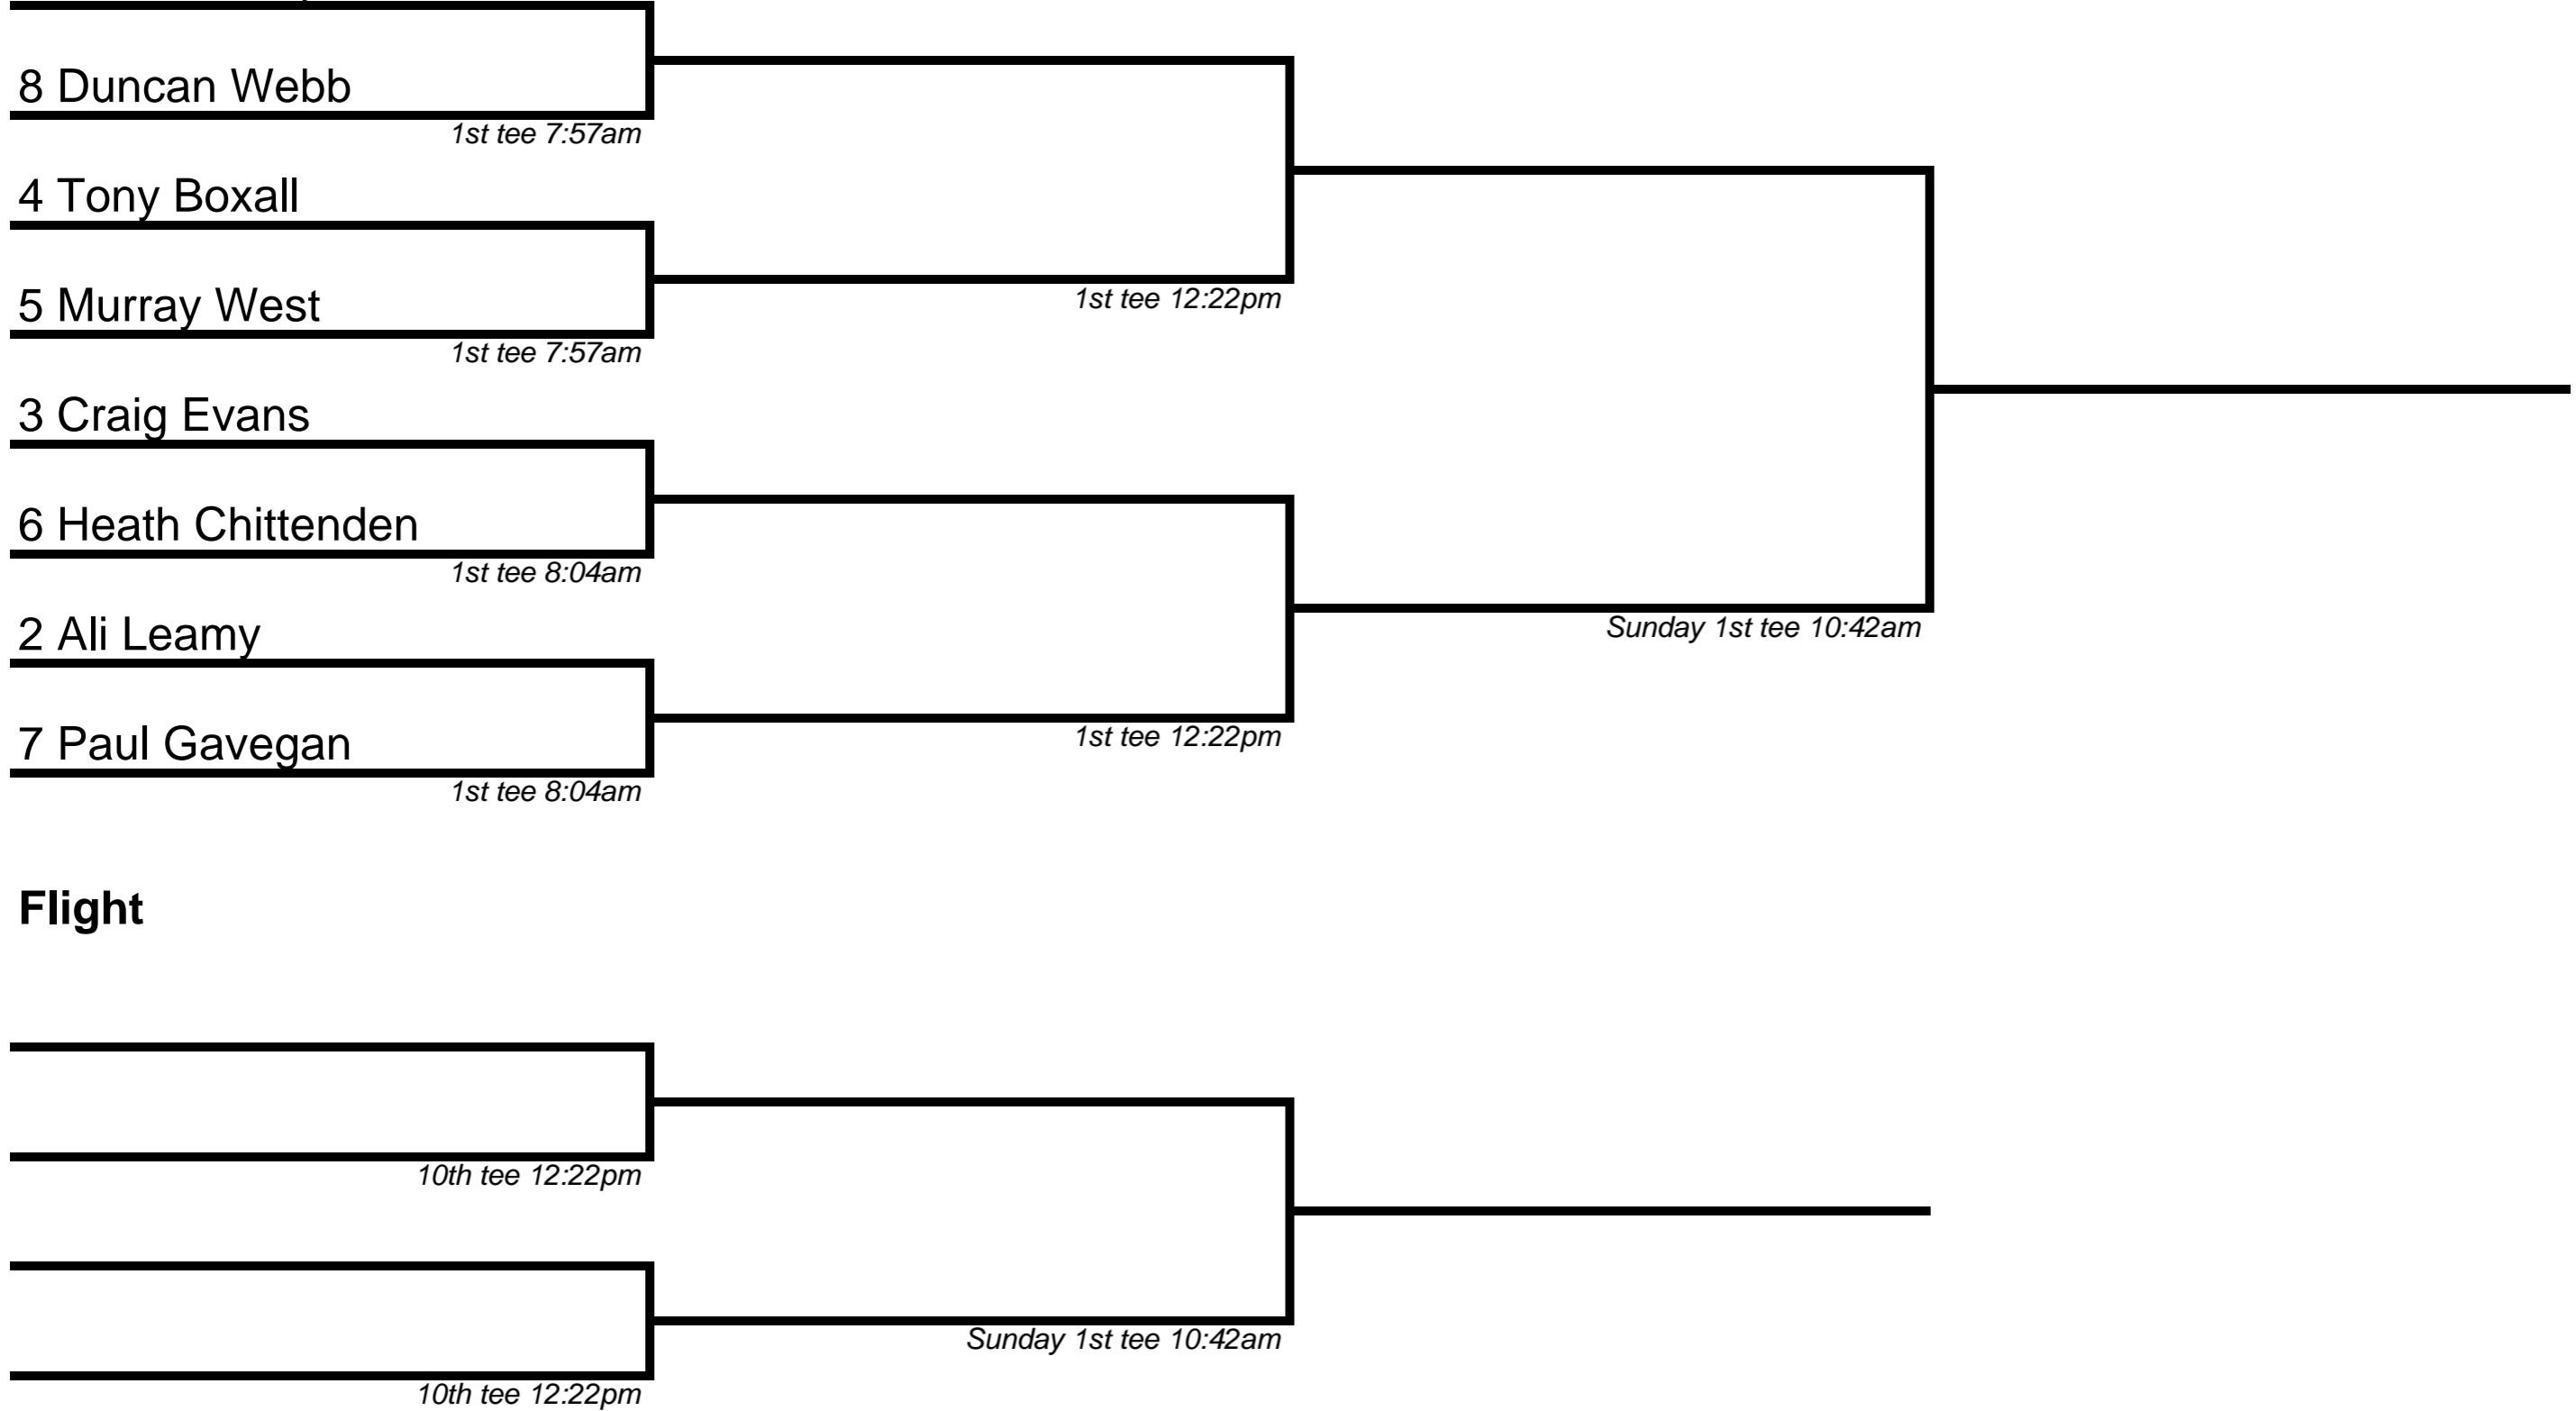 8 Duncan Webb
1st tee 7:57am
4 Tony Boxall
5 Murray West
1st tee 12:22pm
1st tee 7:57am
3 Craig Evans
6 Heath Chittenden
1st tee 8:04am
2 Ali Leamy
Sunday 1st tee 10:42am
7 Paul Gavegan
1st tee 12:22pm
1st tee 8:04am
Flight
10th tee 12:22pm
Sunday 1st tee 10:42am
10th tee 12:22pm